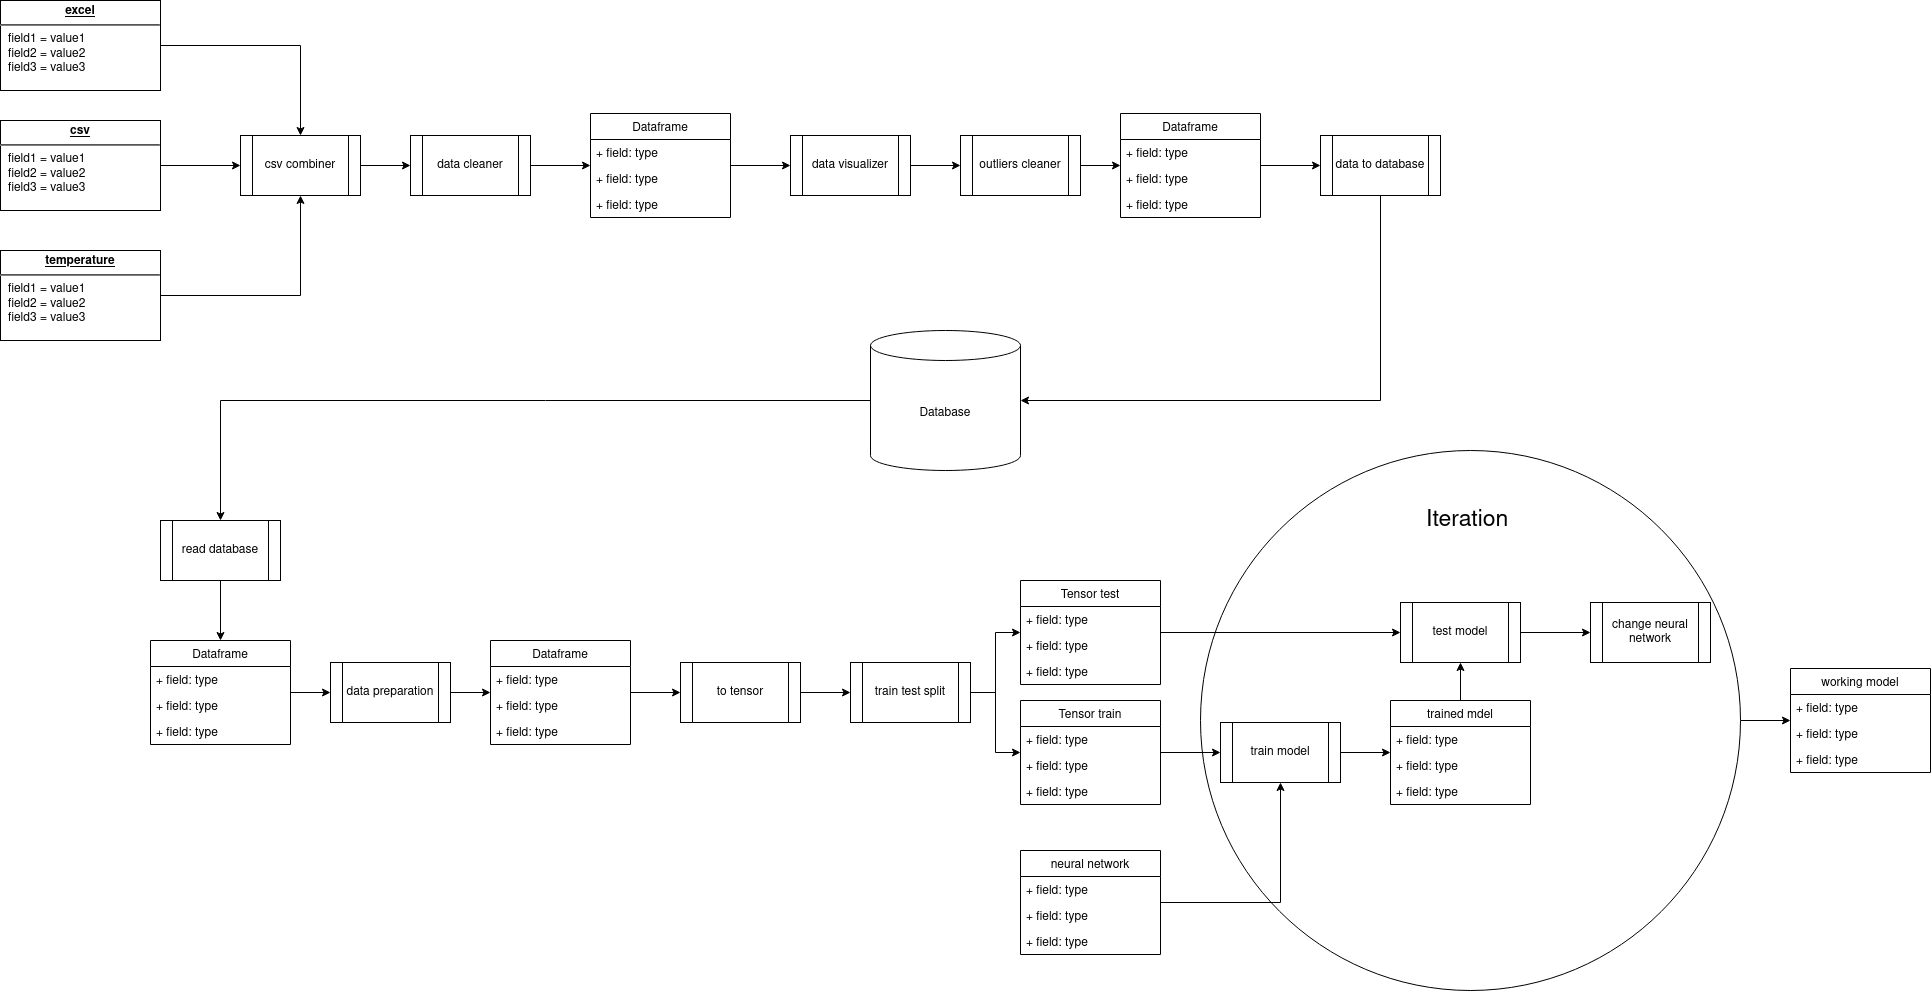 excel
field1 = value1
field2 = value2
field3 = value3
csv
field1 = value1
field2 = value2
field3 = value3
temperature
field1 = value1
field2 = value2
field3 = value3
csv combiner
data cleaner
Dataframe
+ field: type
+ field: type
+ field: type
data visualizer
outliers cleaner
Dataframe
+ field: type
+ field: type
+ field: type
data to database
Database
read database
Dataframe
+ field: type
+ field: type
+ field: type
data preparation
Dataframe
+ field: type
+ field: type
+ field: type
to tensor
train test split
Tensor test
+ field: type
+ field: type
+ field: type
Tensor train
+ field: type
+ field: type
+ field: type
neural network
+ field: type
+ field: type
+ field: type
Iteration
train model
trained mdel
+ field: type
+ field: type
+ field: type
test model
change neural
network
working model
+ field: type
+ field: type
+ field: type